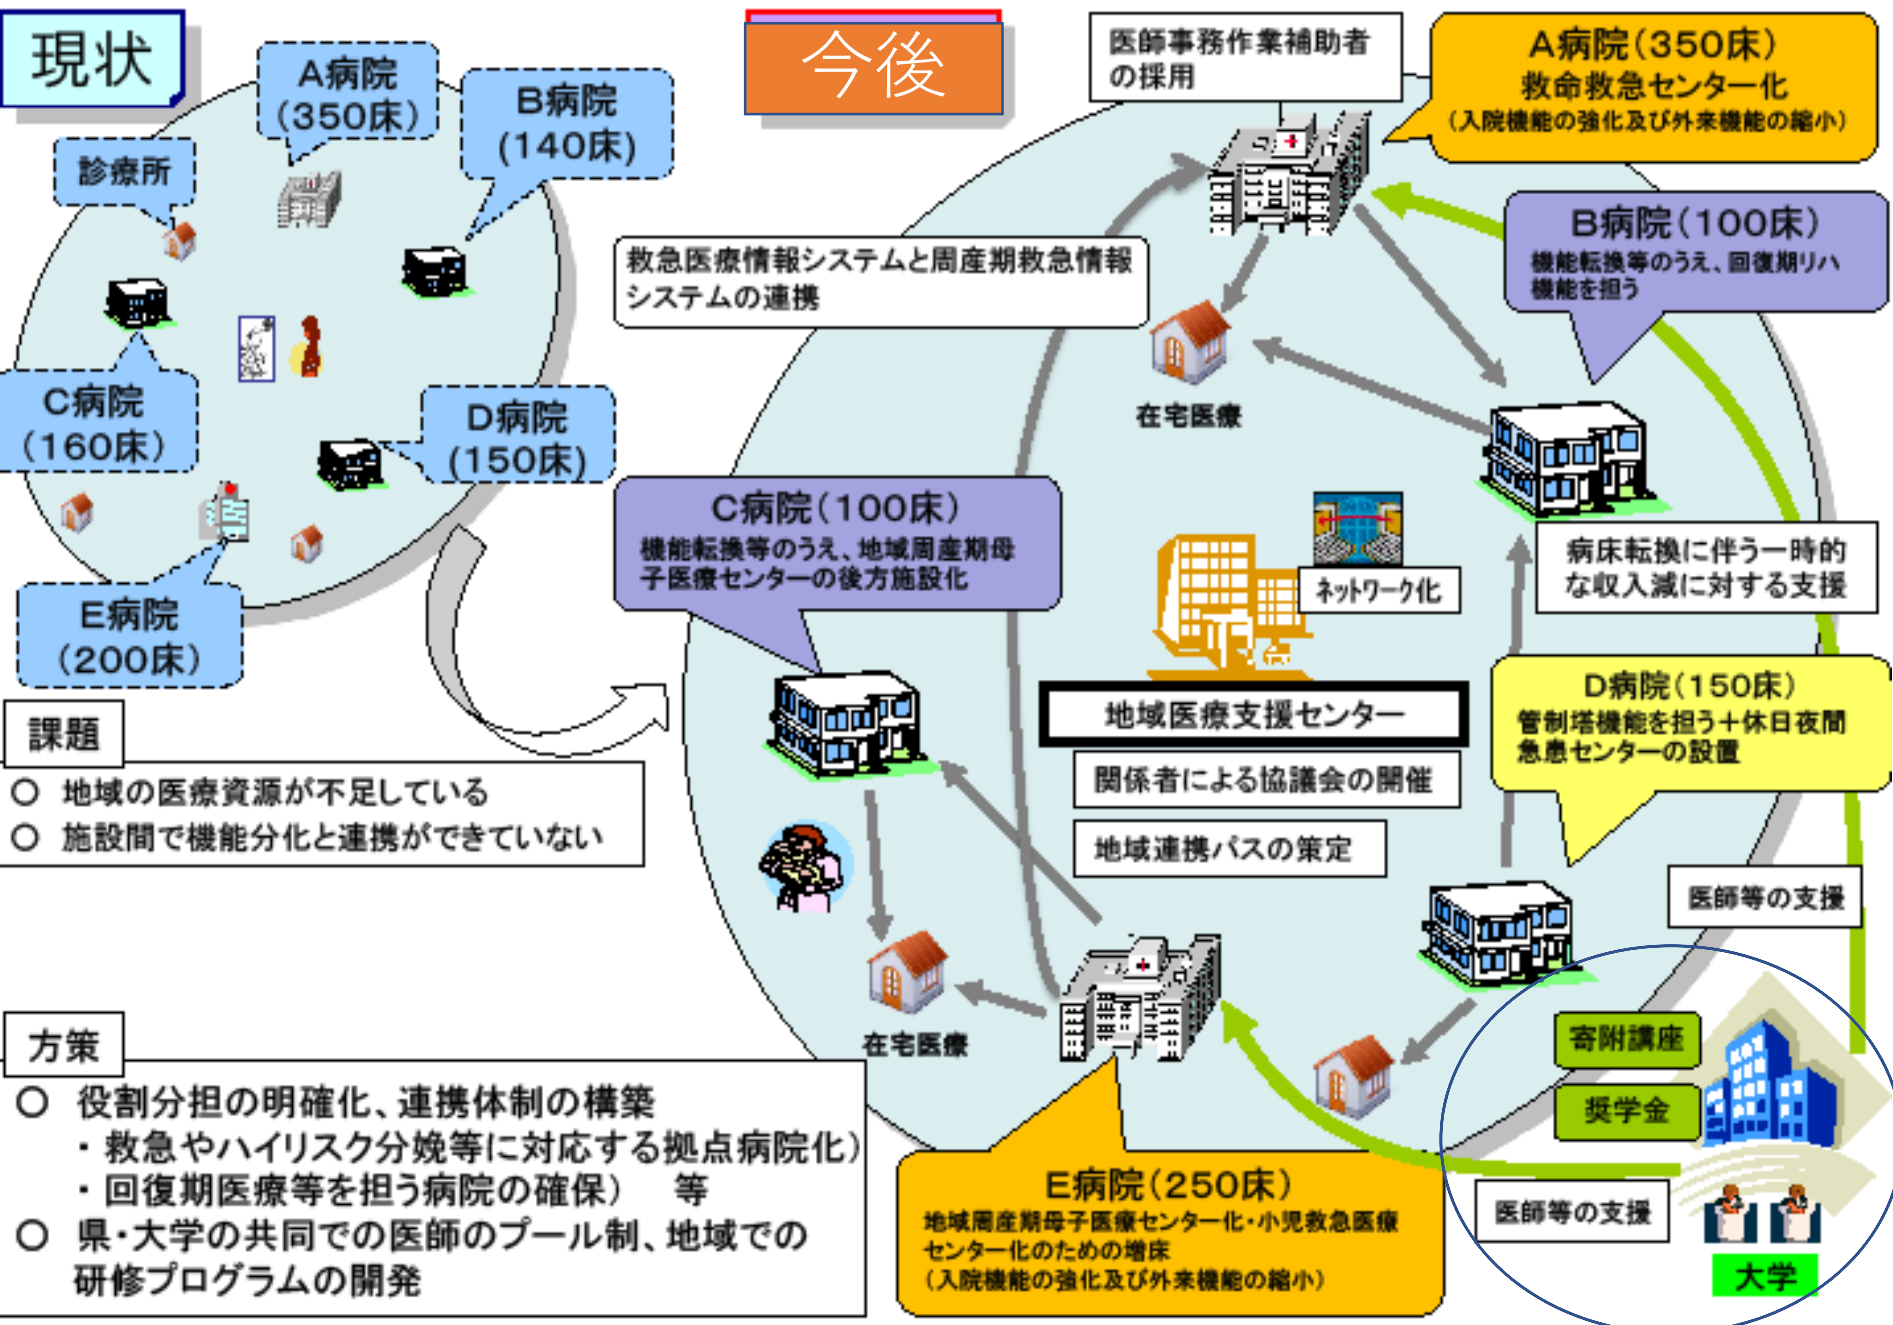 現状
A病院
(350床)
B病院
(140床)
診療所
C病院
(160床)
D病院
(150床)
E病院
(200床)
課題
○ 地域の医療資源が不足している
○ 施設間で機能分化と連携ができていない
方策
○ 役割分担の明確化、連携体制の構築
・救急やハイリスク分娩等に対応する拠点病院化)
・回復期医療等を担う病院の確保) 等
○ 県・大学の共同での医師のプール制、地域での
研修プログラムの開発
今後
医師事務作業補助者
の採用
A病院(350床)
救命救急センター化
(入院機能の強化及び外来機能の縮小)
救急医療情報システムと周産期救急情報
システムの連携
B病院(100床)
機能転換等のうえ、回復期リハ
機能を担う
在宅医療
C病院(100床)
機能転換等のうえ、地域周産期母
子医療センターの後方施設化
ネットワーク化
病床転換に伴う一時的
な収入減に対する支援
地域医療支援センター
関係者による協議会の開催
地域連携パスの策定
D病院(150床)
管制塔機能を担う+休日夜間
急患センターの設置
医師等の支援
在宅医療
寄附講座
奨学金
E病院(250床)
地域周産期母子医療センター化・小児救急医療
センター化のための増床
(入院機能の強化及び外来機能の縮小)
医師等の支援
大学